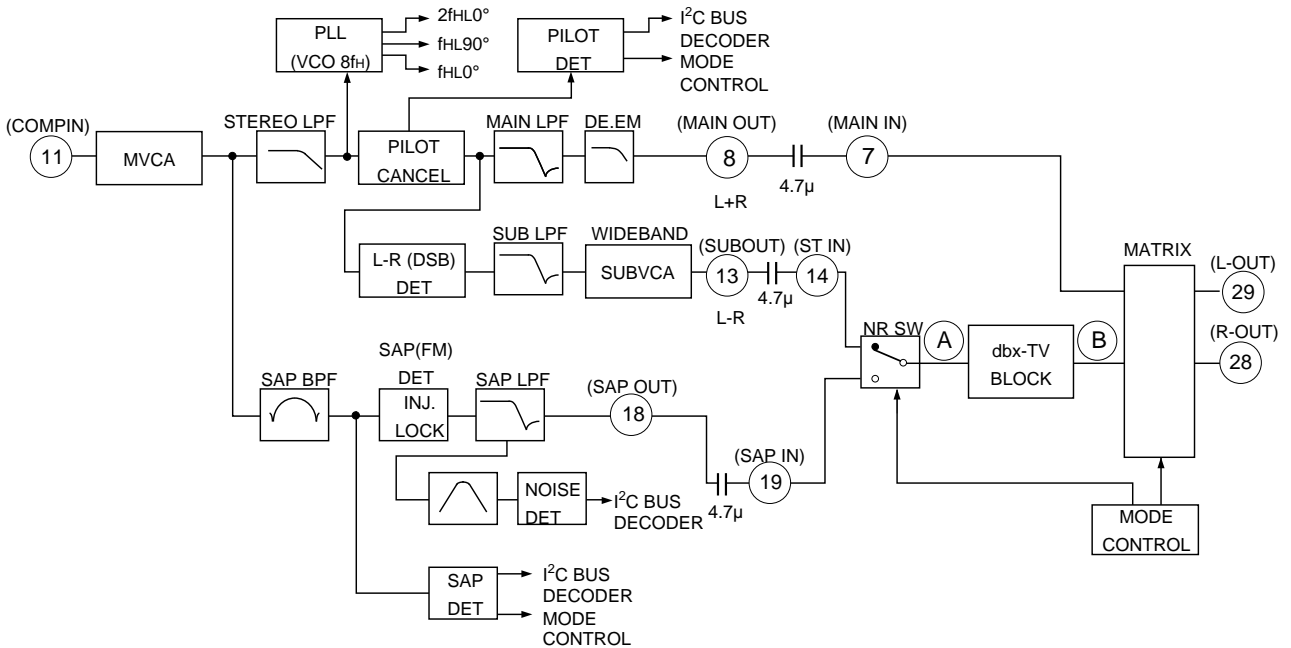 2fHL0°
PLL
(VCO 8fH)
fHL90°
fHL0°
PILOT
DET
I²C BUS
DECODER
MODE
CONTROL
(COMPIN)
11
MVCA
STEREO LPF
PILOT
CANCEL
MAIN LPF
DE.EM
(MAIN OUT)
8
L+R
4.7µ
(MAIN IN)
7
L-R (DSB)
DET
SUB LPF
WIDEBAND
SUBVCA
(SUBOUT)
13
L-R
4.7µ
(ST IN)
14
NR SW
A
dbx-TV
BLOCK
B
MATRIX
(L-OUT)
29
(R-OUT)
28
SAP BPF
SAP(FM)
DET
INJ.
LOCK
SAP LPF
(SAP OUT)
18
4.7µ
(SAP IN)
19
NOISE
DET
I²C BUS
DECODER
MODE
CONTROL
SAP
DET
I²C BUS
DECODER
MODE
CONTROL